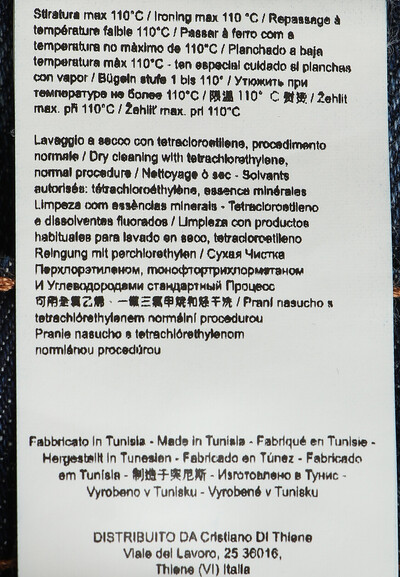 Stiratura max 110°C / Ironing max 110°C / Repassage à
température faible 110°C / Passar à ferro com a
temperatura no máximo de 110°C / Planchado a baja
temperatura máx 110°C - ten especial cuidado si planchas
con vapor / Bügeln stufe 1 bis 110° / Утюжить при
температуре не более 110°C / 限温 110° C 熨烫 / Žehlit
max. při 110°C / Žehliť max. pri 110°C
Lavaggio a secco con tetracloroetilene, procedimento
normale / Dry cleaning with tetrachlorethylene,
normal procedure / Nettoyage à sec - Solvants
autorisés: tétrachloroéthylène, essence minérales
Limpeza com essências minerais - Tetracloroetileno
e dissolventes fluorados / Limpieza con productos
habituales para lavado en seco, tetracloroetileno
Reingung mit perchlorethylen / Сухая Чистка
Перхлорэтиленом, монофтортрихлорметаном
И Углеводородами стандартный Процесс
可用全氯乙烯、一氟三氯甲烷和烃干洗 / Praní nasucho s
tetrachlórethylenem normální procedurou
Pranie nasucho s tetrachlórethylenom
normiánou procedúrou
Fabbricato in Tunisia - Made in Tunisia - Fabriqué en Tunisie -
Hergestellt in Tunesien - Fabricado en Túnez - Fabricado
em Tunísia - 制造于突尼斯 - Изготовлено в Тунис -
Vyrobeno v Tunisku - Vyrobené v Tunisku
DISTRIBUITO DA Cristiano Di Thiene
Viale del Lavoro, 25 36016,
Thiene (VI) Italia